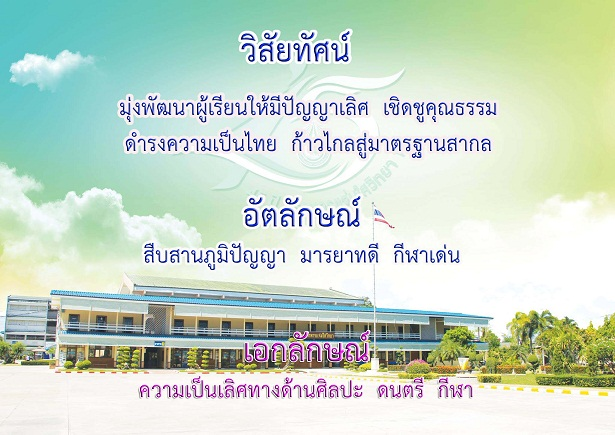 วิสัยทัศน์
มุ่งพัฒนาผู้เรียนให้มีปัญญาเลิศ เชิดชูคุณธรรม
ดำรงความเป็นไทย ก้าวไกลสู่มาตรฐานสากล
อัตลักษณ์
สืบสานภูมิปัญญา มารยาทดี กีฬาเด่น
เอกลักษณ์
ความเป็นเลิศทางด้านศิลปะ ดนตรี กีฬา